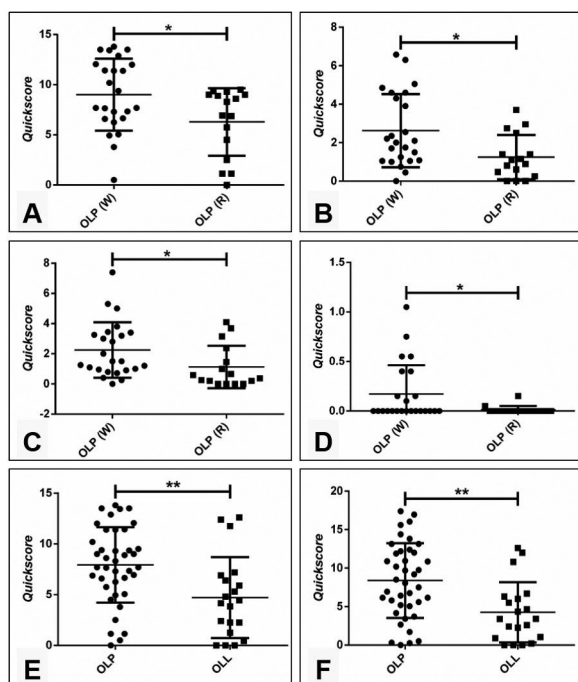 *
15
10
5
0
Quickscore
OLP (W)
OLP (R)
A
*
8
6
4
2
0
Quickscore
OLP (W)
OLP (R)
B
*
8
6
4
2
0
-2
Quickscore
OLP (W)
OLP (R)
C
*
1.5
1.0
0.5
0.0
Quickscore
OLP (W)
OLP (R)
D
**
15
10
5
0
Quickscore
OLP
OLL
E
**
20
15
10
5
0
Quickscore
OLP
OLL
F